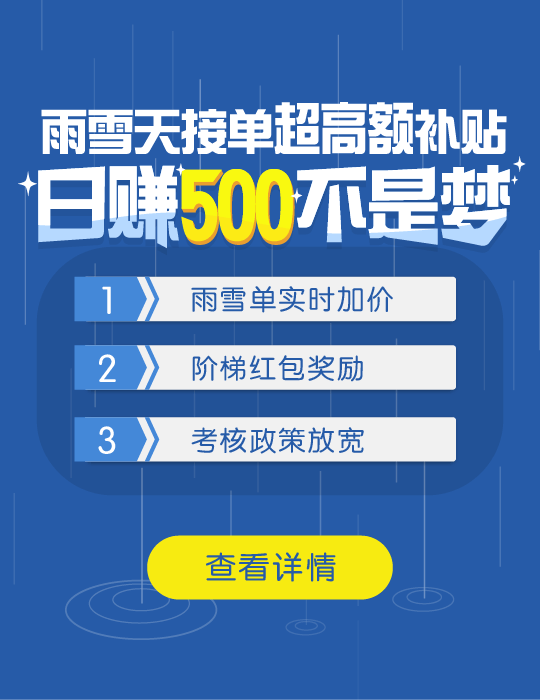 雨雪天接单超高额补贴
日赚500不是梦
1 雨雪单实时加价
2 阶梯红包奖励
3 考核政策放宽
查看详情